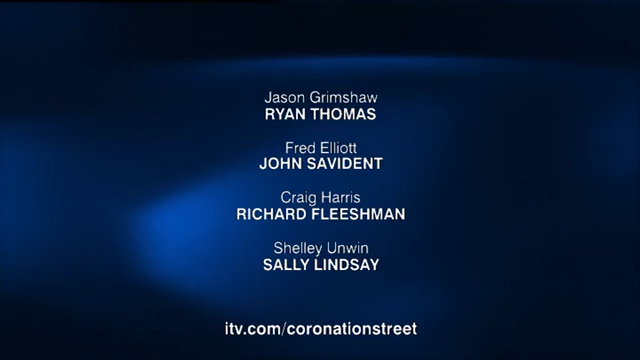 Jason Grimshaw
RYAN THOMAS
Fred Elliott
JOHN SAVIDENT
Craig Harris
RICHARD FLEESHMAN
Shelley Unwin
SALLY LINDSAY
itv.com/coronationstreet